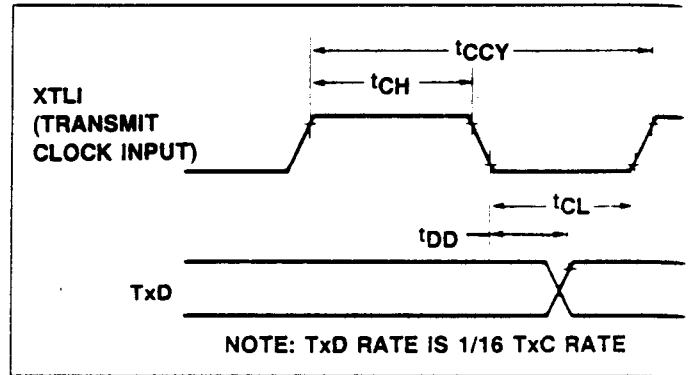 tCCY
tCH
XTLI
(TRANSMIT
CLOCK INPUT)
tCL
tDD
TxD
NOTE: TxD RATE IS 1/16 TxC RATE